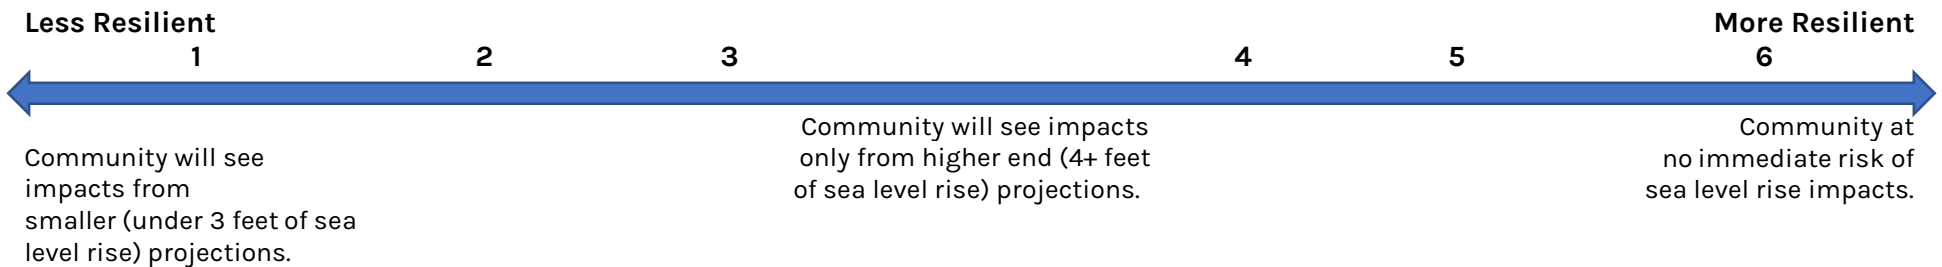 Less Resilient
More Resilient
1 2 3 4 5 6
Community will see
impacts from
smaller (under 3 feet of sea
level rise) projections.
Community will see impacts
only from higher end (4+ feet
of sea level rise) projections.
Community at
no immediate risk of
sea level rise impacts.